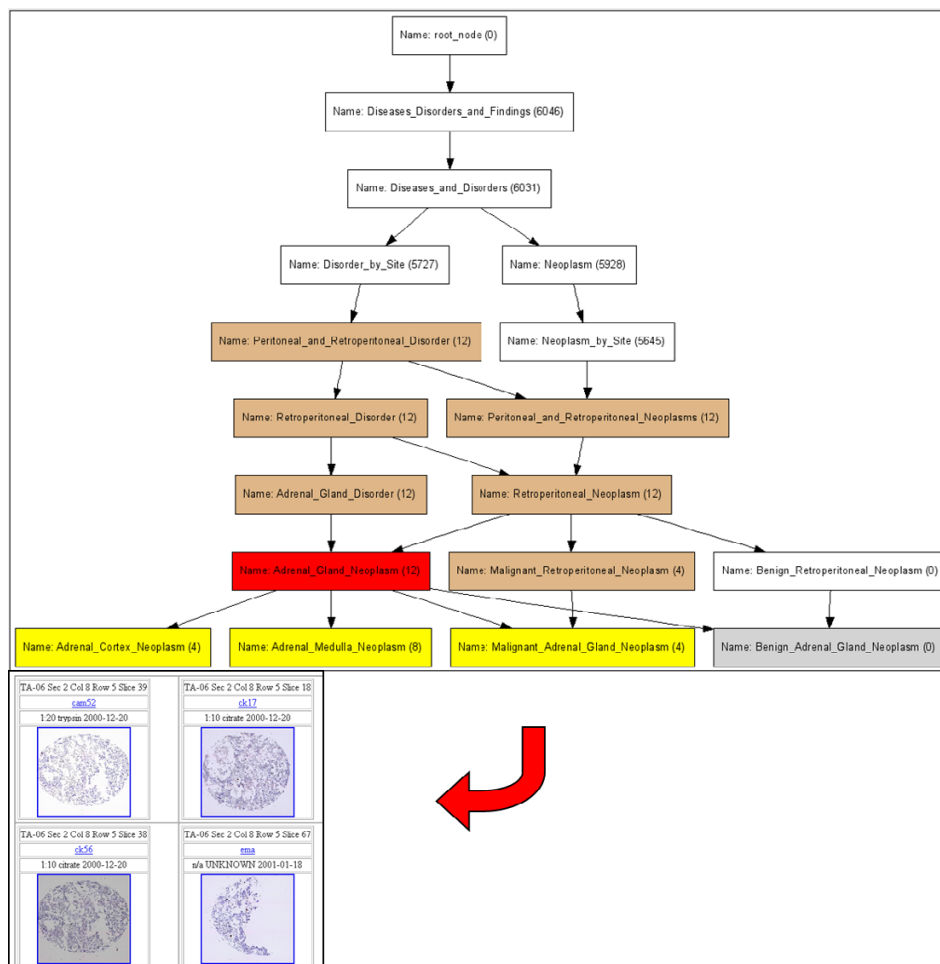 Name: root_node (0)
Name: Diseases_Disorders_and_Findings (6046)
Name: Diseases_and_Disorders (6031)
Name: Disorder_by_Site (5727)
Name: Neoplasm (5928)
Name: Peritoneal_and_Retropentoneal_Disorder (12)
Name: Neoplasm_by_Site (5645)
Name: Retroperitoneal_Disorder (12)
Name: Peritoneal_and_Retroperitoneal_Neoplasms (12)
Name: Adrenal_Gland_Disorder (12)
Name: Retroperitoneal_Neoplasm (12)
Name: Adrenal_Gland_Neoplasm (12)
Name: Malignant_Retroperitoneal_Neoplasm (4)
Name: Benign_Retroperitoneal_Neoplasm (0)
Name: Adrenal_Cortex_Neoplasm (4)
Name: Adrenal_Medulla_Neoplasm (8)
Name: Malignant_Adrenal_Gland_Neoplasm (4)
Name: Benign_Adrenal_Gland_Neoplasm (0)
TA-06 Sec 2 Col 8 Row 5 Slice 39
cam52
1:20 trypsin 2000-12-20
TA-06 Sec 2 Col 8 Row 5 Slice 18
ck17
1:10 citrate 2000-12-20
TA-06 Sec 2 Col 8 Row 5 Slice 38
ck56
1:10 citrate 2000-12-20
TA-06 Sec 2 Col 8 Row 5 Slice 67
ema
n/a UNKNOWN 2001-01-18